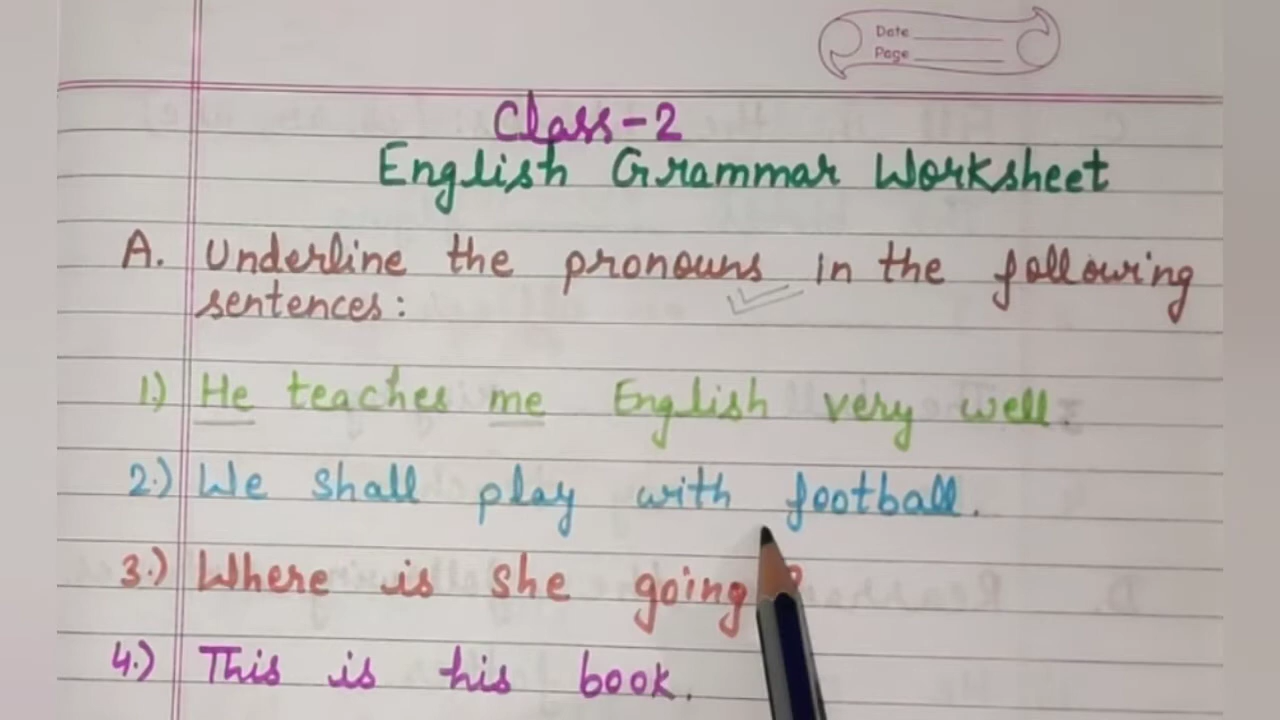 Date
Page
Class-2
English Grammar Worksheet
A. Underline the pronouns in the following
sentences:
1.) He teaches me English very well.
2.) We shall play with football.
3.) Where is she going?
4.) This is his book.